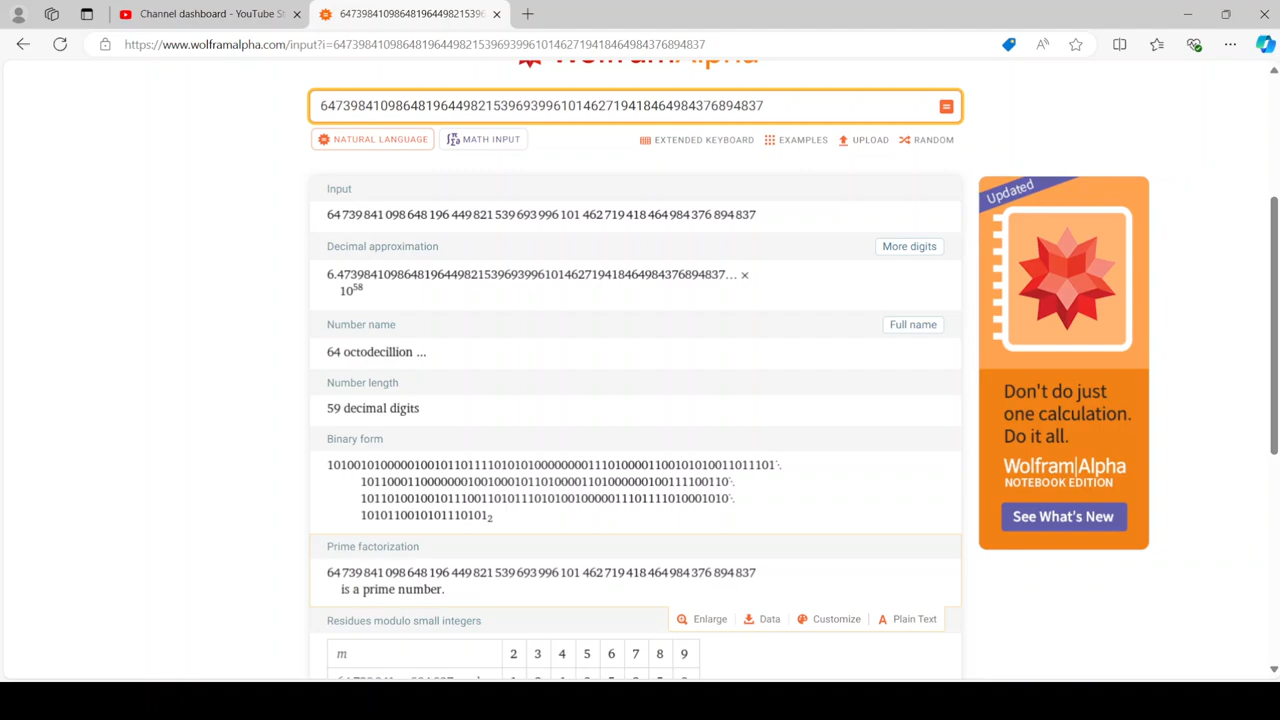 Channel dashboard - YouTube St
6473984109864819644982153969
https://www.wolframalpha.com/input?i=64739841098648196449821539693996101462719418464984376894837
WolframAlpha
64739841098648196449821539693996101462719418464984376894837
NATURAL LANGUAGE
MATH INPUT
EXTENDED KEYBOARD
EXAMPLES
UPLOAD
RANDOM
Input
64 739 841 098 648 196 449 821 539 693 996 101 462 719 418 464 984 376 894 837
Decimal approximation
More digits
6.4739841098648196449821539693996101462719418464984376894837... ×
10^58
Number name
Full name
64 octodecillion ...
Number length
59 decimal digits
Binary form
Prime factorization
64 739 841 098 648 196 449 821 539 693 996 101 462 719 418 464 984 376 894 837
is a prime number.
Enlarge
Data
Customize
Plain Text
Residues modulo small integers
m 2 3 4 5 6 7 8 9
Updated
Don't do just
one calculation.
Do it all.
Wolfram|Alpha
NOTEBOOK EDITION
See What's New